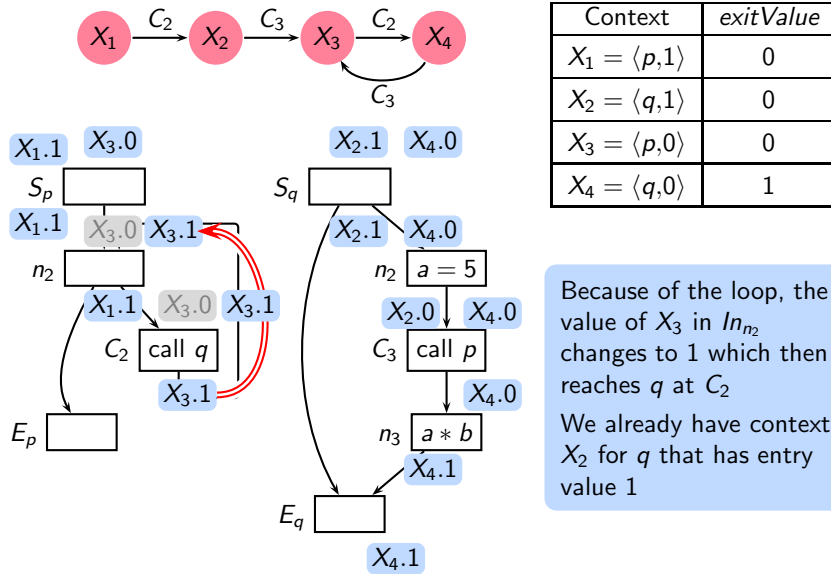 C2 C3 C2
X1 X2 X3 X4
C3
Context exitValue
X1 = ⟨p,1⟩ 0
X2 = ⟨q,1⟩ 0
X3 = ⟨p,0⟩ 0
X4 = ⟨q,0⟩ 1
X1.1 X3.0
Sp
X1.1 X3.0 X3.1
n2
X1.1 X3.0 X3.1
C2 call q
X3.1
Ep
X2.1 X4.0
Sq
X2.1 X4.0
n2 a = 5
X2.0 X4.0
C3 call p
X4.0
n3 a ∗ b
X4.1
Eq
X4.1
Because of the loop, the
value of X3 in Inn2
changes to 1 which then
reaches q at C2
We already have context
X2 for q that has entry
value 1